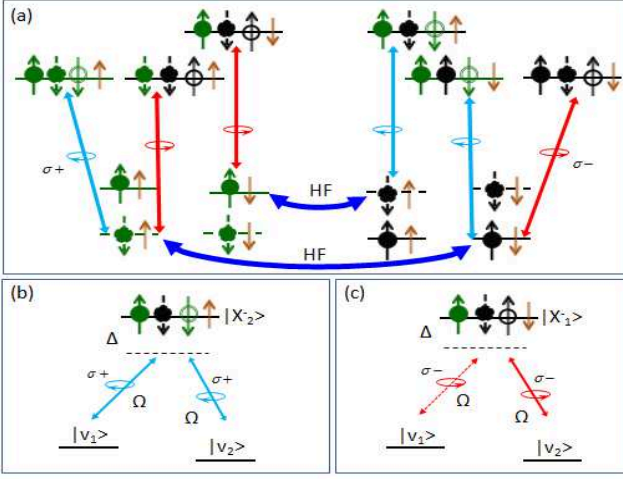 (a)
σ+
σ−
HF
HF
(b)
|X⁻₂>
Δ
σ+
σ+
Ω
Ω
|v₁>
|v₂>
(c)
|X⁻₁>
Δ
σ−
σ−
Ω
Ω
|v₁>
|v₂>